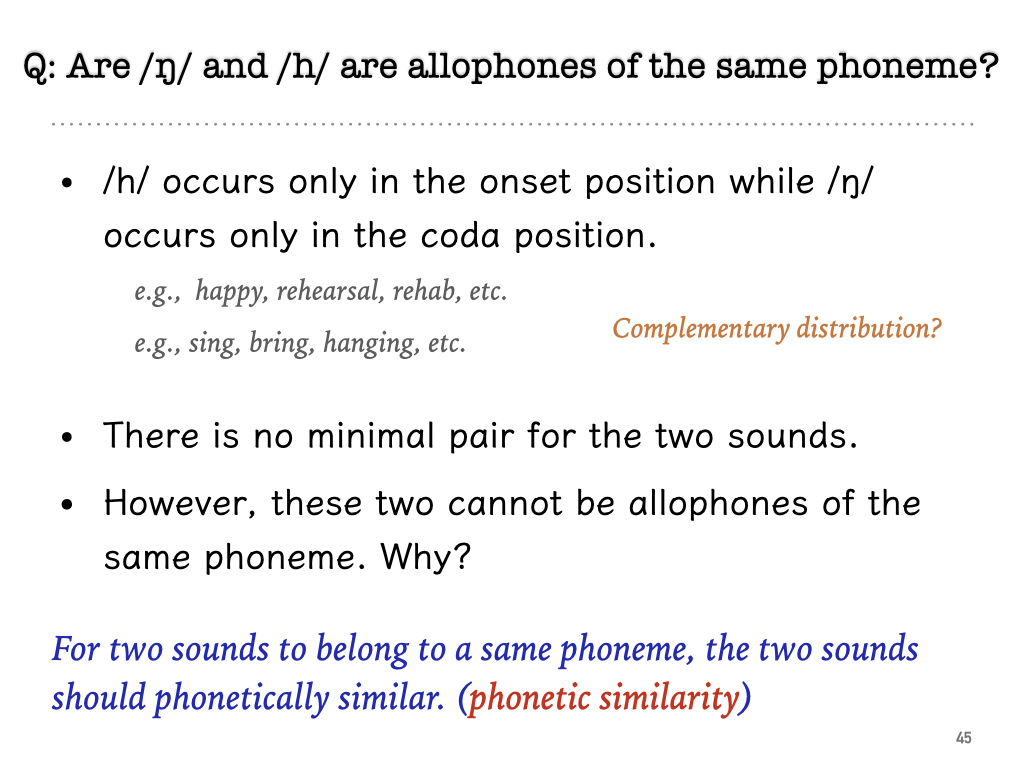 Q: Are /ŋ/ and /h/ are allophones of the same phoneme?
• /h/ occurs only in the onset position while /ŋ/
occurs only in the coda position.
e.g., happy, rehearsal, rehab, etc.
e.g., sing, bring, hanging, etc.
Complementary distribution?
• There is no minimal pair for the two sounds.
• However, these two cannot be allophones of the
same phoneme. Why?
For two sounds to belong to a same phoneme, the two sounds
should phonetically similar. (phonetic similarity)
45